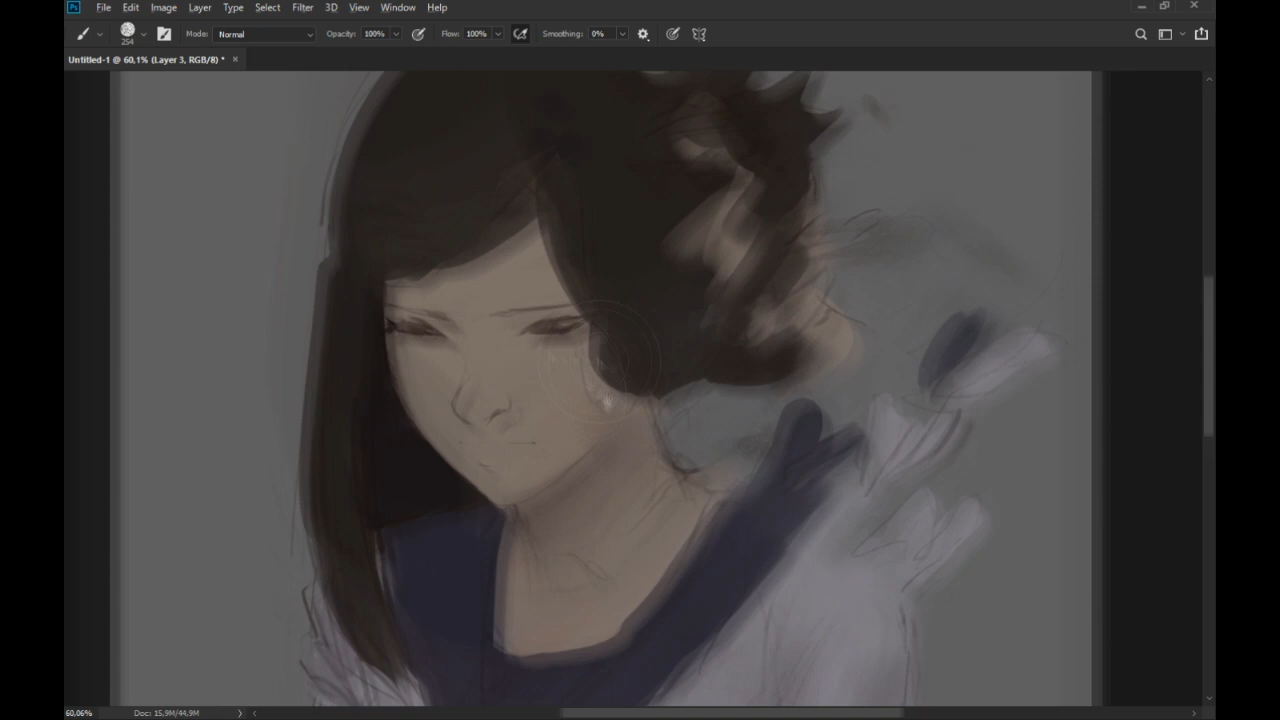 Ps File Edit Image Layer Type Select Filter 3D View Window Help
254 Mode: Normal Opacity: 100% Flow: 100% Smoothing: 0%
Untitled-1 @ 60,1% (Layer 3, RGB/8) * ×
60,06% Doc: 15,9M/44,9M